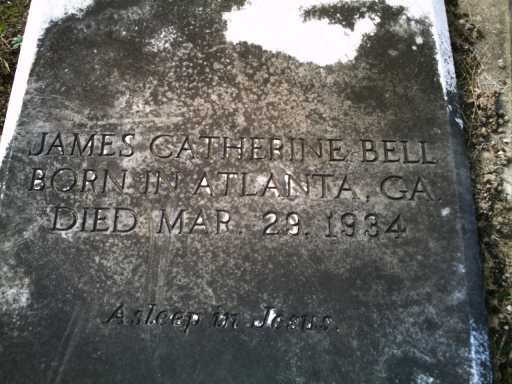 JAMES CATHERINE BELL
BORN IN ATLANTA, GA.
DIED MAR. 29, 1934
Asleep in Jesus.